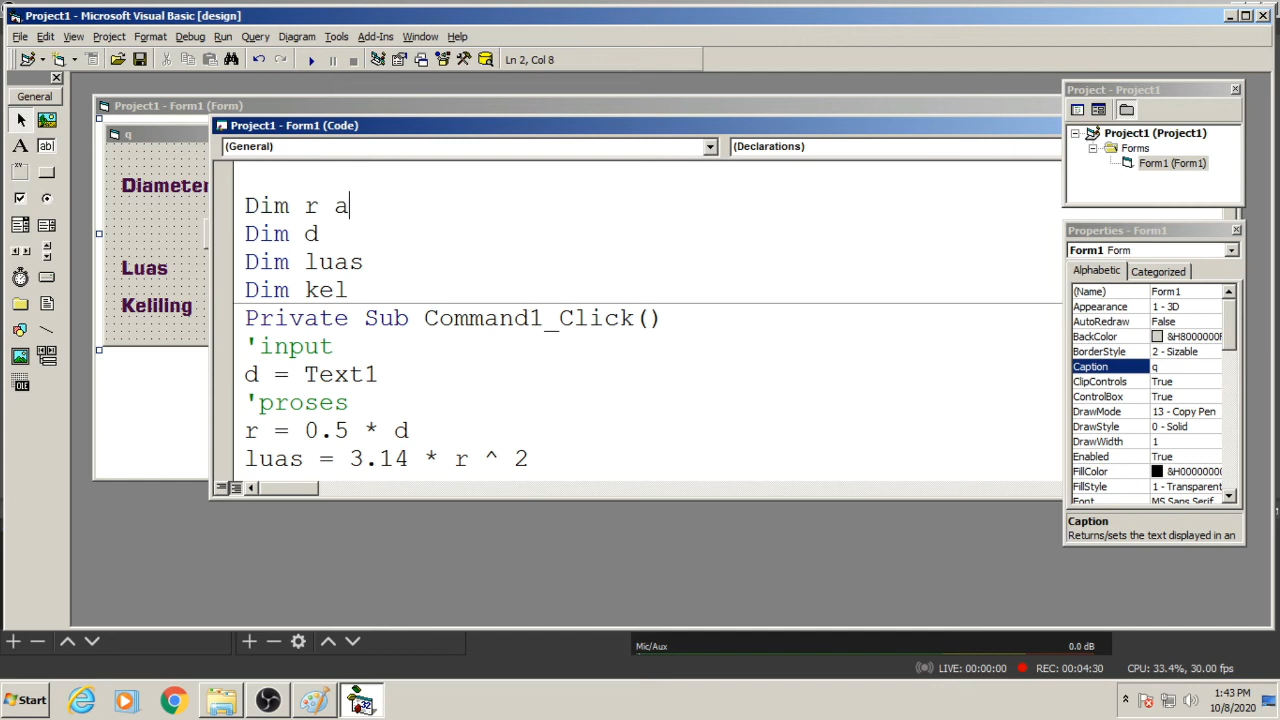 Project1 - Microsoft Visual Basic [design]
File Edit View Project Format Debug Run Query Diagram Tools Add-Ins Window Help
Ln 2, Col 8
General
Project1 - Form1 (Form)
q
Diameter
Luas
Keliling
Project1 - Form1 (Code)
(General)
(Declarations)
Dim r a
Dim d
Dim luas
Dim kel
Private Sub Command1_Click()
'input
d = Text1
'proses
r = 0.5 * d
luas = 3.14 * r ^ 2
Project - Project1
Project1 (Project1)
Forms
Form1 (Form1)
Properties - Form1
Form1 Form
Alphabetic Categorized
(Name) Form1
Appearance 1 - 3D
AutoRedraw False
BackColor &H8000000F
BorderStyle 2 - Sizable
Caption q
ClipControls True
ControlBox True
DrawMode 13 - Copy Pen
DrawStyle 0 - Solid
DrawWidth 1
Enabled True
FillColor &H0000000
FillStyle 1 - Transparent
Font MS Sans Serif
Caption
Returns/sets the text displayed in an
Mic/Aux 0.0 dB
LIVE: 00:00:00 REC: 00:04:30 CPU: 33.4%, 30.00 fps
Start
1:43 PM
10/8/2020